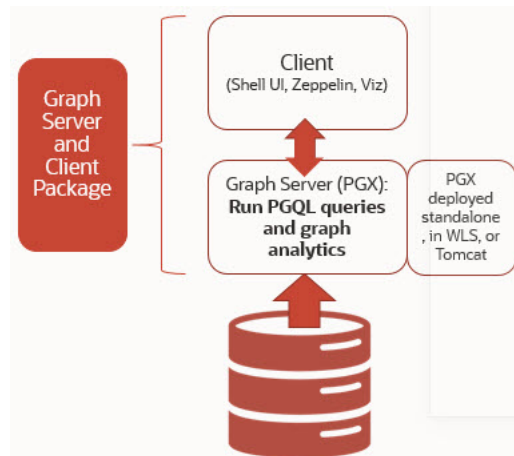 Graph
Server
and
Client
Package
Client
(Shell UI, Zeppelin, Viz)
Graph Server (PGX):
Run PGQL queries
and graph
analytics
PGX
deployed
standalone
, in WLS, or
Tomcat